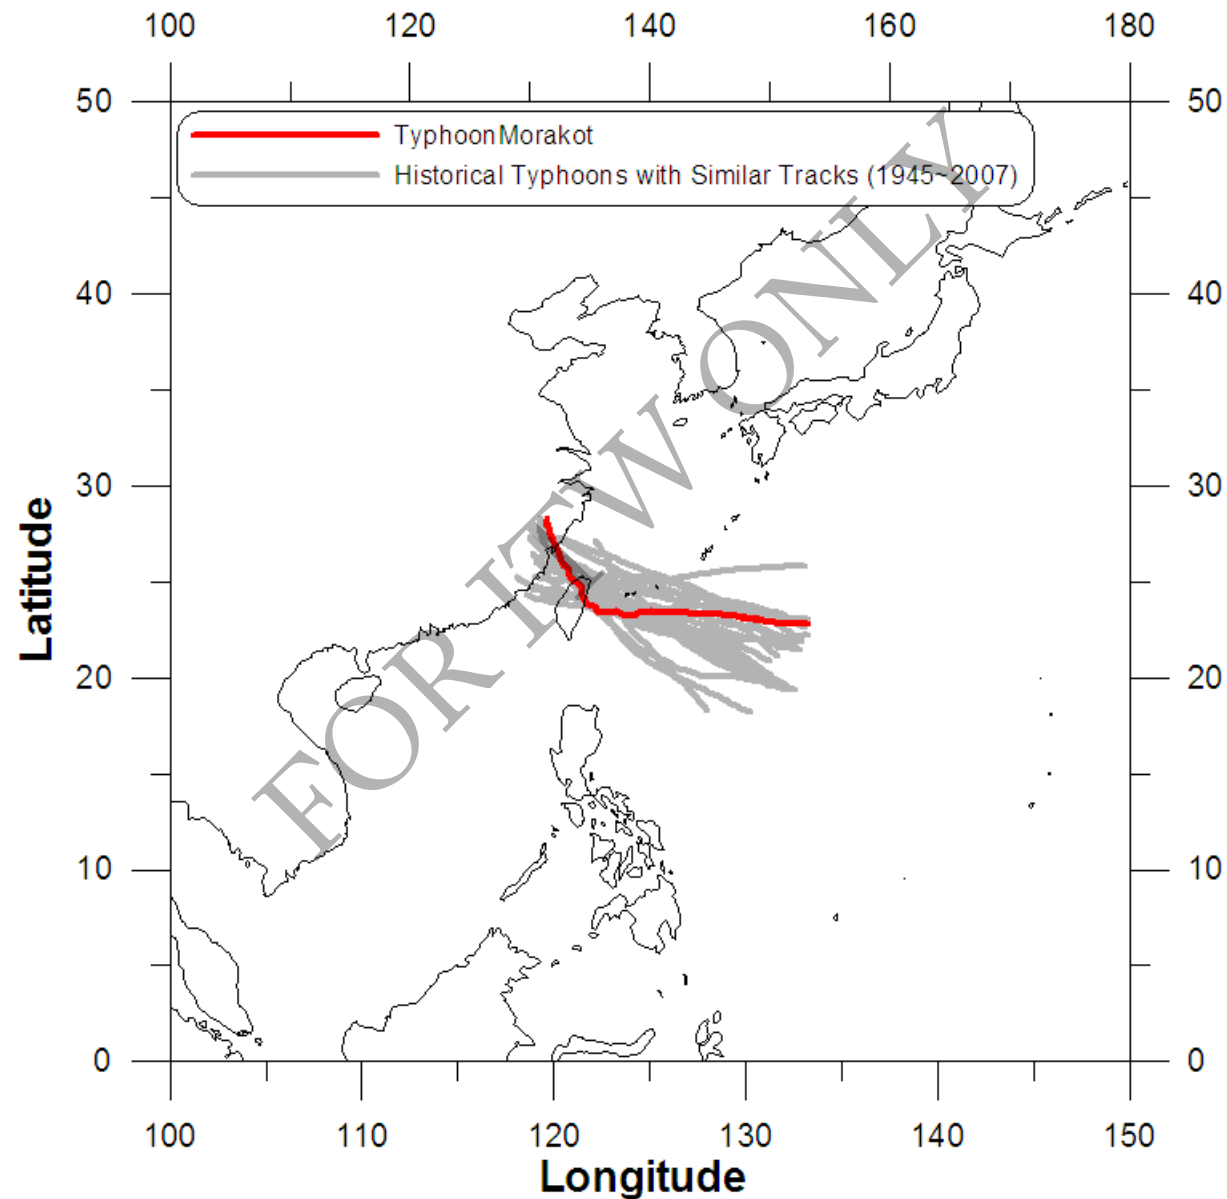 100 120 140 160 180
50 50
TyphoonMorakot
Historical Typhoons with Similar Tracks (1945~2007)
40 40
30 30
Latitude
20 20
10 10
0 0
100 110 120 130 140 150
Longitude
FOR ITW ONLY